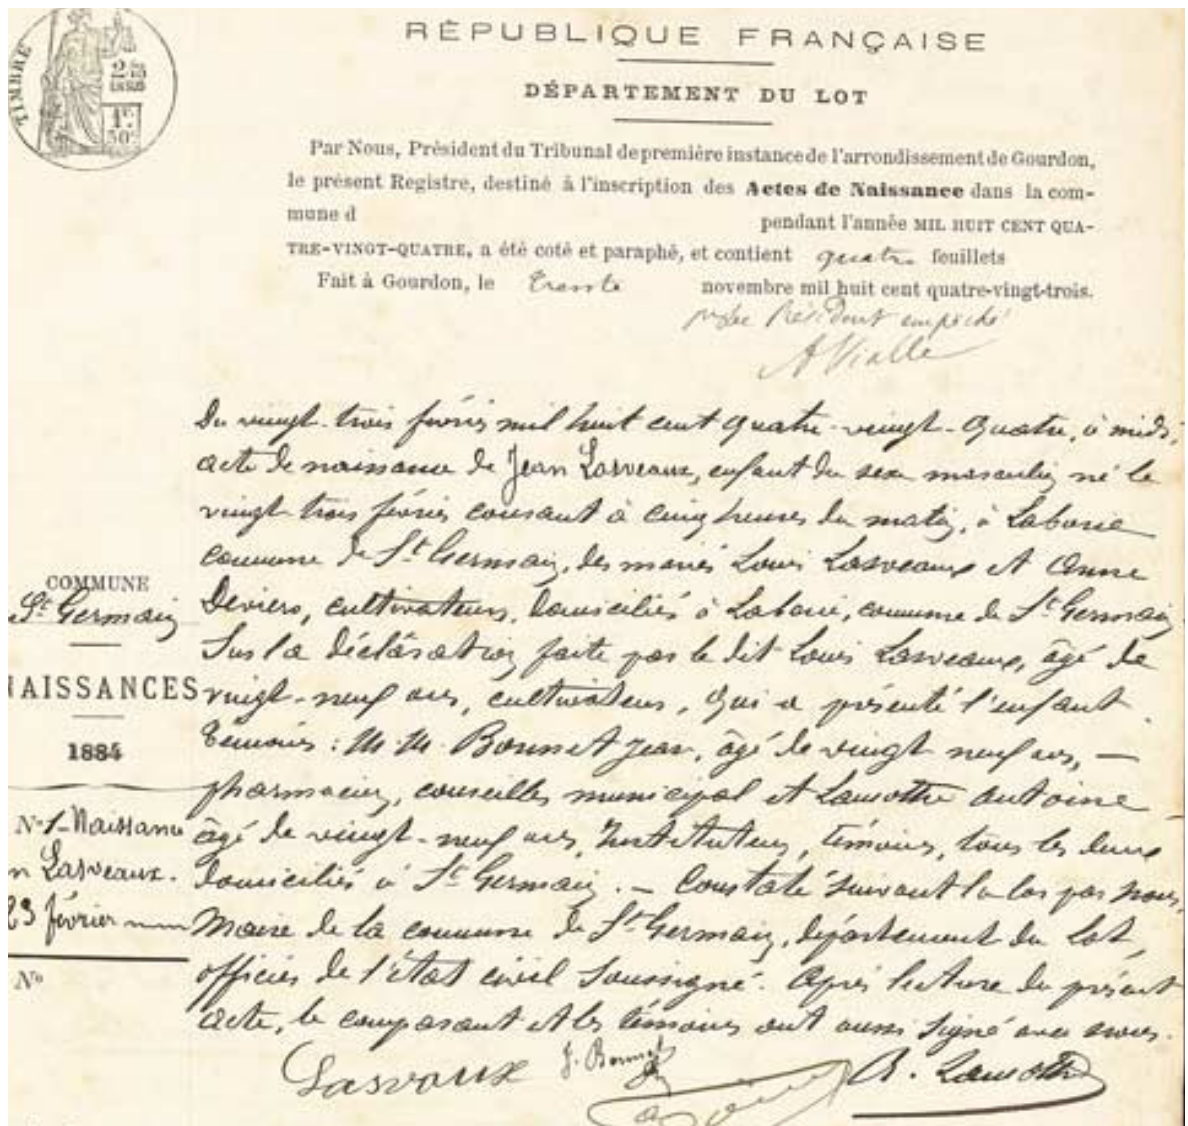 TIMBRE
2
1f
50c
RÉPUBLIQUE FRANÇAISE
DÉPARTEMENT DU LOT
Par Nous, Président du Tribunal de première instance de l'arrondissement de Gourdon,
le présent Registre, destiné à l'inscription des Actes de Naissance dans la com-
mune d pendant l'année MIL HUIT CENT QUA-
TRE-VINGT-QUATRE, a été coté et paraphé, et contient quatre feuillets
Fait à Gourdon, le trente novembre mil huit cent quatre-vingt-trois.
Président empêché
A Vialle
Du vingt-trois février mil huit cent quatre-vingt-quatre, à midi,
acte de naissance de Jean Lasveaux, enfant du sexe masculin né le
vingt trois février courant à cinq heures du matin, à Laborie
commune de St Germain, des mariés Louis Lasveaux et Anne
Deviers, cultivateurs, domiciliés à Laborie, commune de St Germain
Sur la déclaration faite par le dit Louis Lasveaux, âgé de
vingt-neuf ans, cultivateur, qui a présenté l'enfant.
Témoins : M. M. Bonnet Jean, âgé de vingt neuf ans, —
pharmacien, conseiller municipal et Lamothe Antoine
âgé de vingt-neuf ans, Instituteur, témoins, tous les deux
domiciliés à St Germain. — Constaté suivant la loi par nous,
Maire de la commune de St Germain, département du Lot,
officier de l'état civil soussigné. Après lecture du présent
acte, le comparant et les témoins ont aussi signé avec nous.
Lasvaux J. Bonnet A. Lamothe
COMMUNE
St Germain
NAISSANCES
1884
No 1 - Naissance
n Lasveaux.
23 février
No